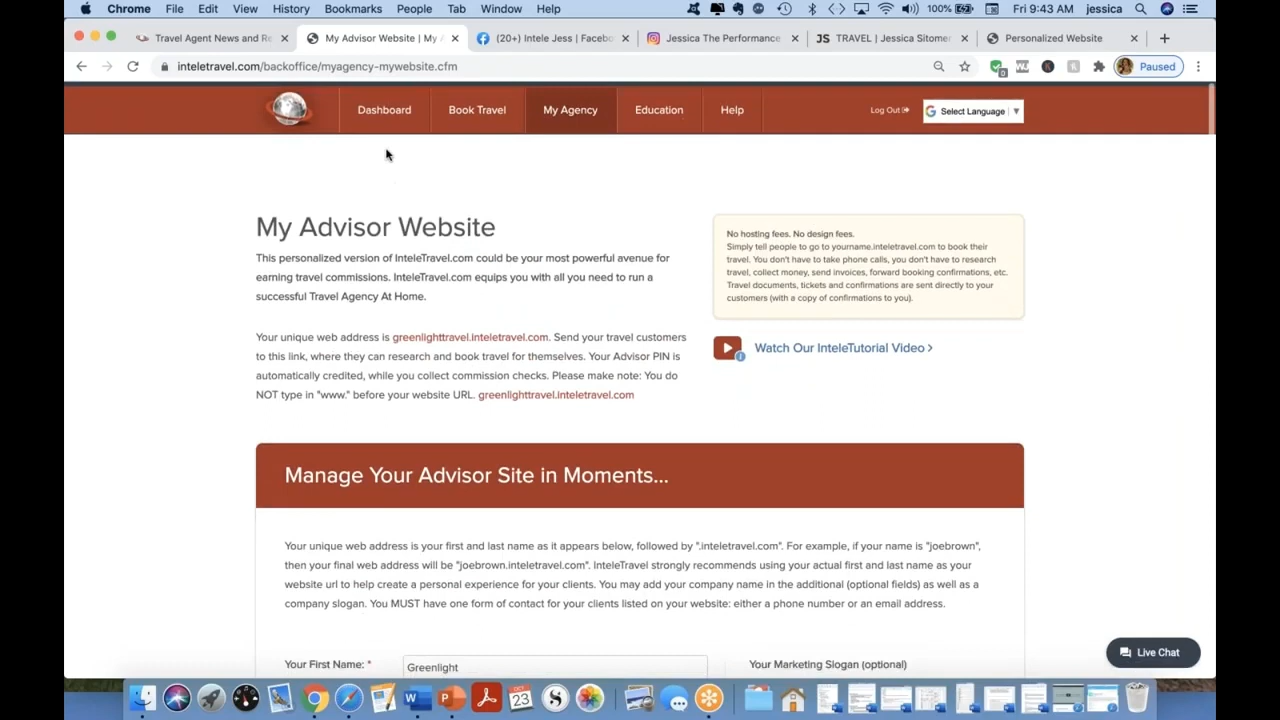 Chrome File Edit View History Bookmarks People Tab Window Help 100% Fri 9:43 AM jessica
Travel Agent News and Re
My Advisor Website | My A
(20+) Intele Jess | Facebo
Jessica The Performance
JS TRAVEL | Jessica Sitomer
Personalized Website
inteletravel.com/backoffice/myagency-mywebsite.cfm
Paused
Dashboard Book Travel My Agency Education Help Log Out Select Language
My Advisor Website
This personalized version of InteleTravel.com could be your most powerful avenue for
earning travel commissions. InteleTravel.com equips you with all you need to run a
successful Travel Agency At Home.
Your unique web address is greenlighttravel.inteletravel.com. Send your travel customers
to this link, where they can research and book travel for themselves. Your Advisor PIN is
automatically credited, while you collect commission checks. Please make note: You do
NOT type in "www." before your website URL. greenlighttravel.inteletravel.com
No hosting fees. No design fees.
Simply tell people to go to yourname.inteletravel.com to book their
travel. You don't have to take phone calls, you don't have to research
travel, collect money, send invoices, forward booking confirmations, etc.
Travel documents, tickets and confirmations are sent directly to your
customers (with a copy of confirmations to you).
Watch Our InteleTutorial Video >
Manage Your Advisor Site in Moments...
Your unique web address is your first and last name as it appears below, followed by ".inteletravel.com". For example, if your name is "joebrown",
then your final web address will be "joebrown.inteletravel.com". InteleTravel strongly recommends using your actual first and last name as your
website url to help create a personal experience for your clients. You may add your company name in the additional (optional fields) as well as a
company slogan. You MUST have one form of contact for your clients listed on your website: either a phone number or an email address.
Your First Name: * Greenlight Your Marketing Slogan (optional)
Live Chat
OCT
23